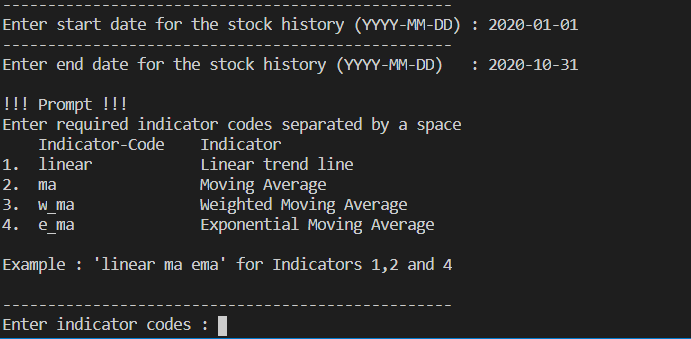 --------------------------------------------------
Enter start date for the stock history (YYYY-MM-DD) : 2020-01-01
--------------------------------------------------
Enter end date for the stock history (YYYY-MM-DD)   : 2020-10-31

!!! Prompt !!!
Enter required indicator codes separated by a space
    Indicator-Code    Indicator
1.  linear            Linear trend line
2.  ma                Moving Average
3.  w_ma              Weighted Moving Average
4.  e_ma              Exponential Moving Average

Example : 'linear ma ema' for Indicators 1,2 and 4

--------------------------------------------------
Enter indicator codes :